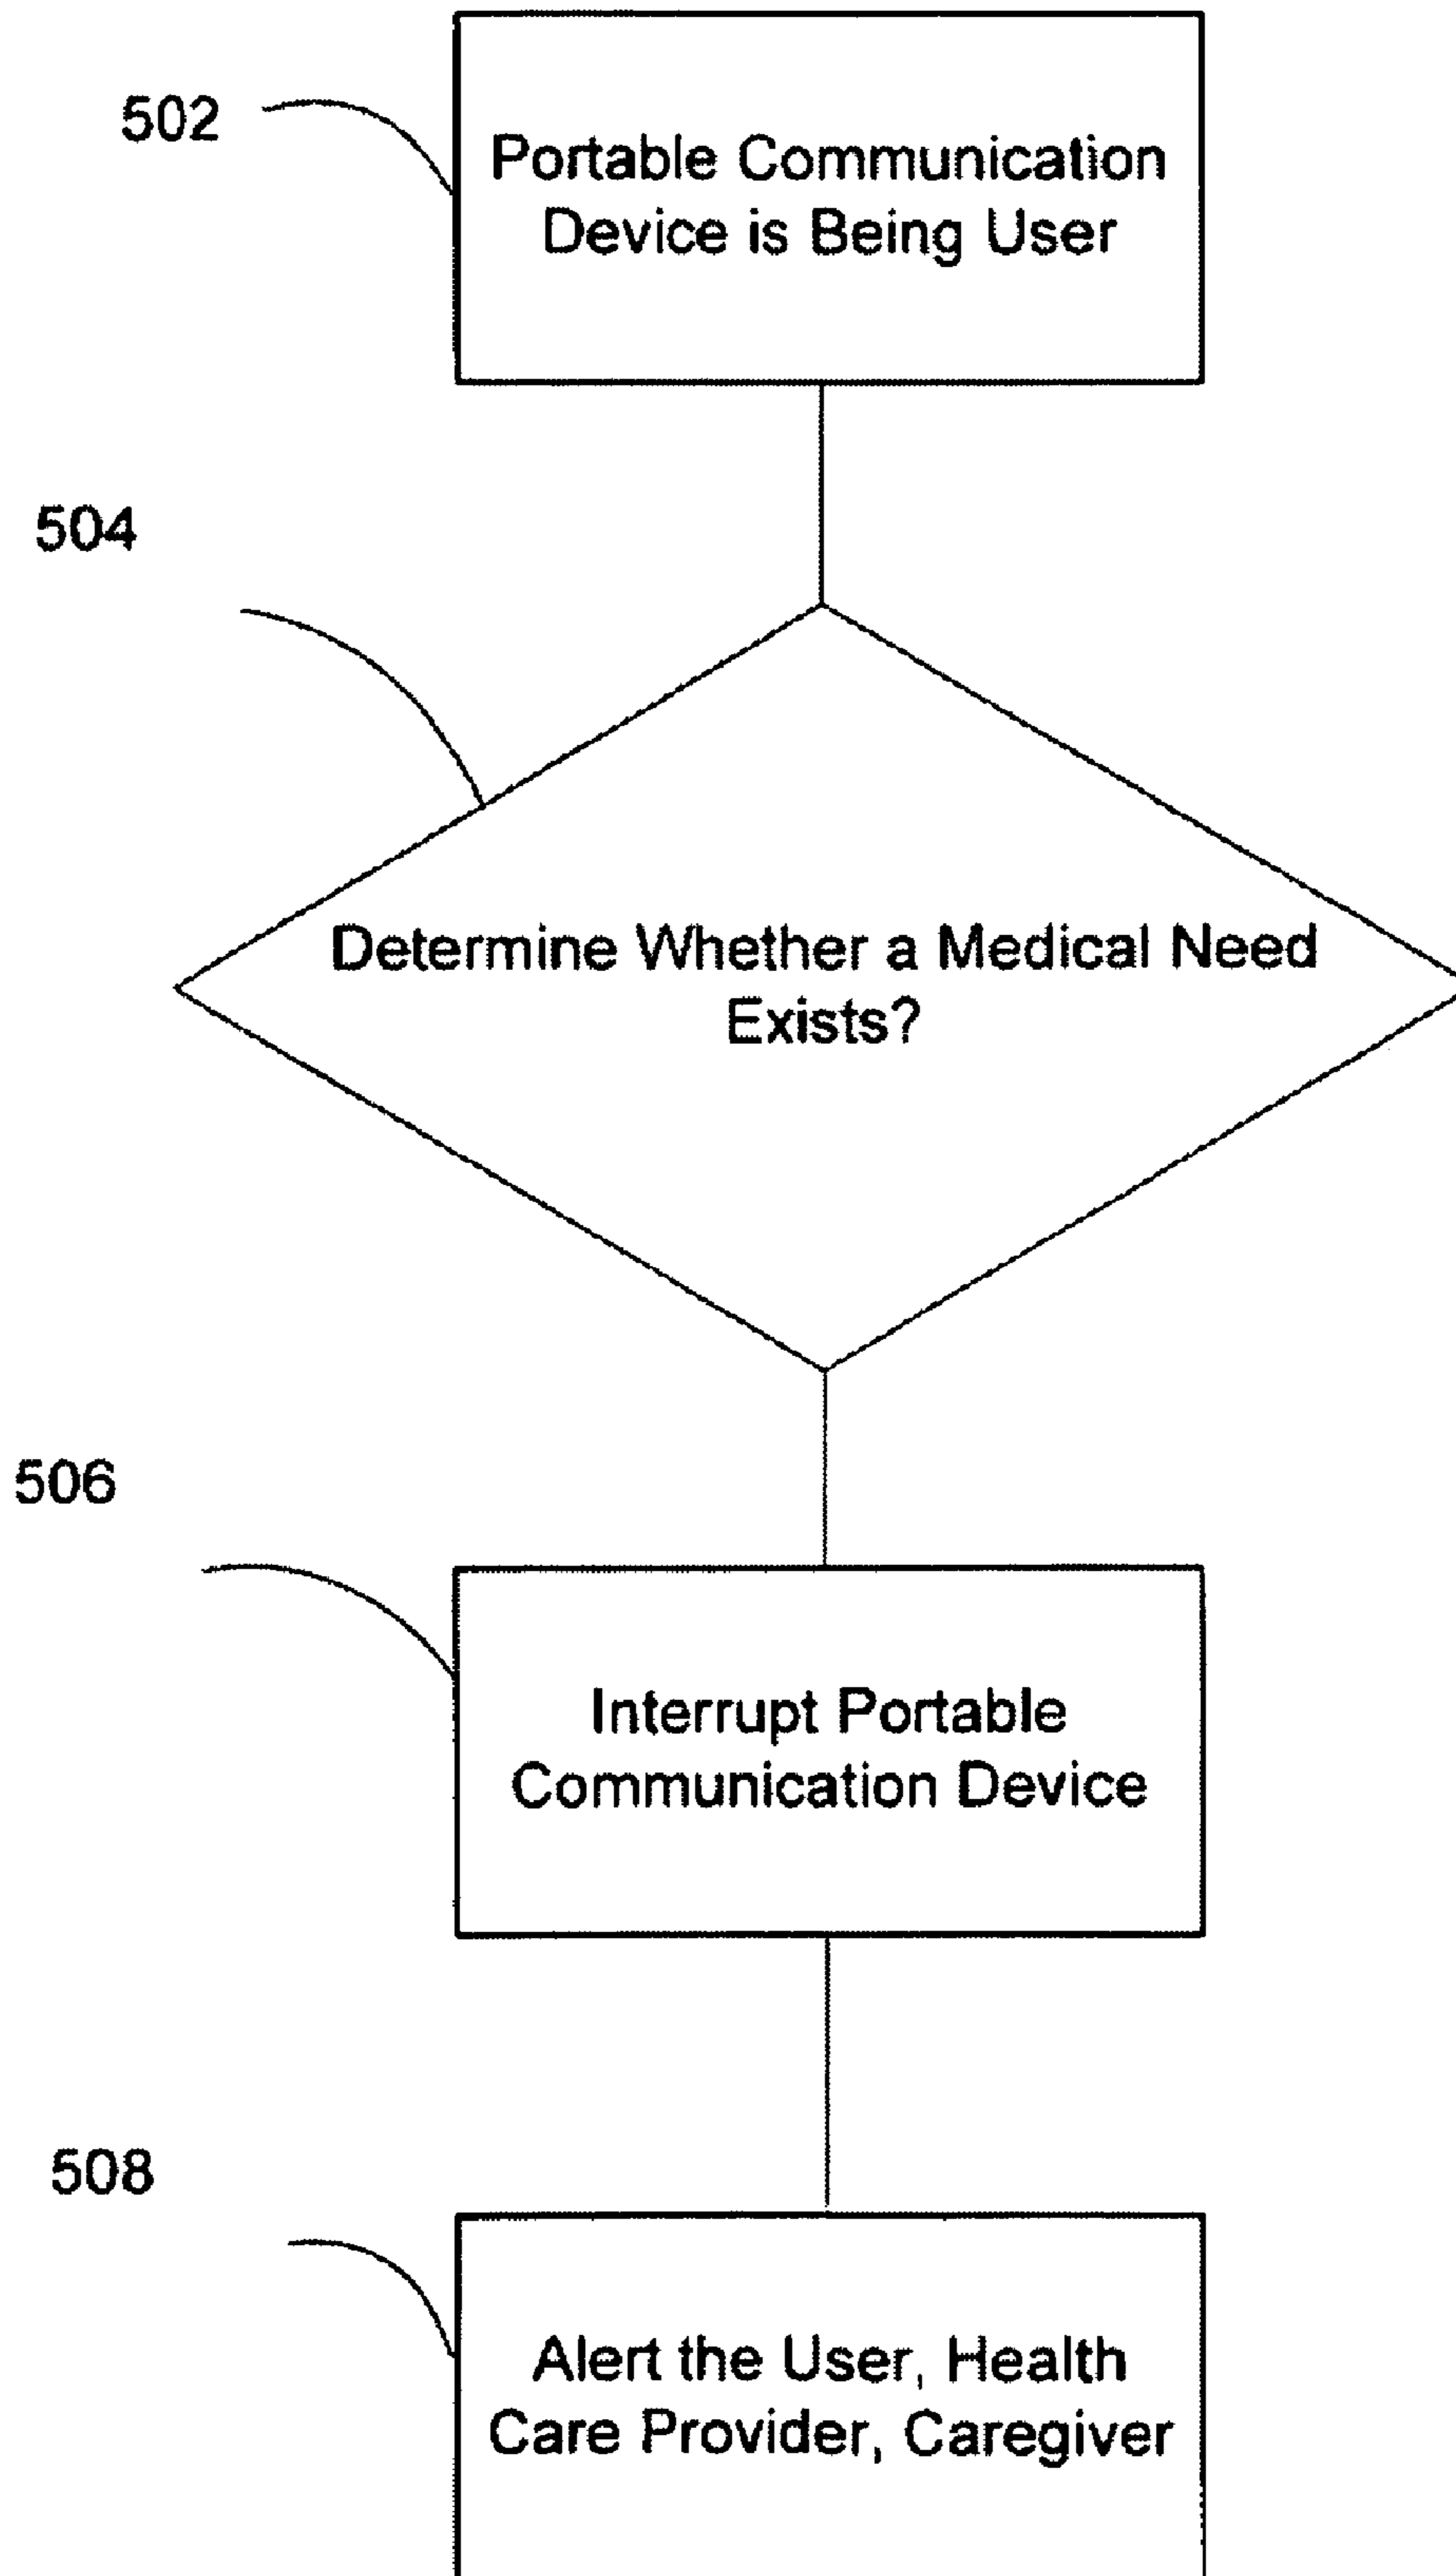 502
Portable Communication
Device is Being User
504
Determine Whether a Medical Need
Exists?
506
Interrupt Portable
Communication Device
508
Alert the User, Health
Care Provider, Caregiver